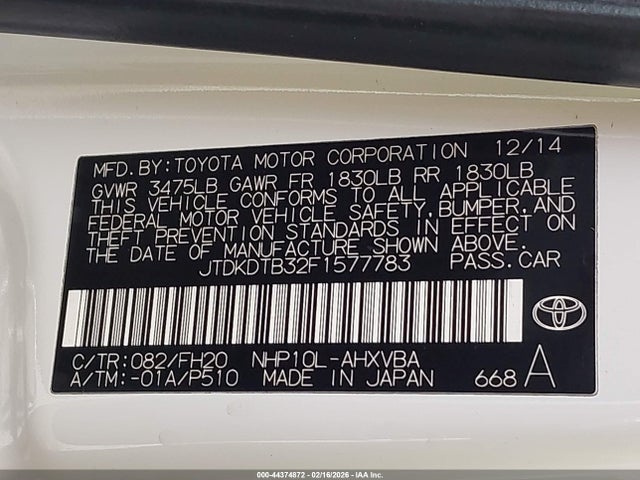 MFD. BY: TOYOTA MOTOR CORPORATION 12/14
GVWR 3475LB GAWR FR 1830LB RR 1830LB
THIS VEHICLE CONFORMS TO ALL APPLICABLE
FEDERAL MOTOR VEHICLE SAFETY, BUMPER, AND
THEFT PREVENTION STANDARDS IN EFFECT ON
THE DATE OF MANUFACTURE SHOWN ABOVE.
JTDKDTB32F1577783 PASS. CAR
C/TR: 082/FH20 NHP10L-AHXVBA
A/TM: -01A/P510 MADE IN JAPAN 668 A
000-44374872 - 02/16/2026 - IAA Inc.